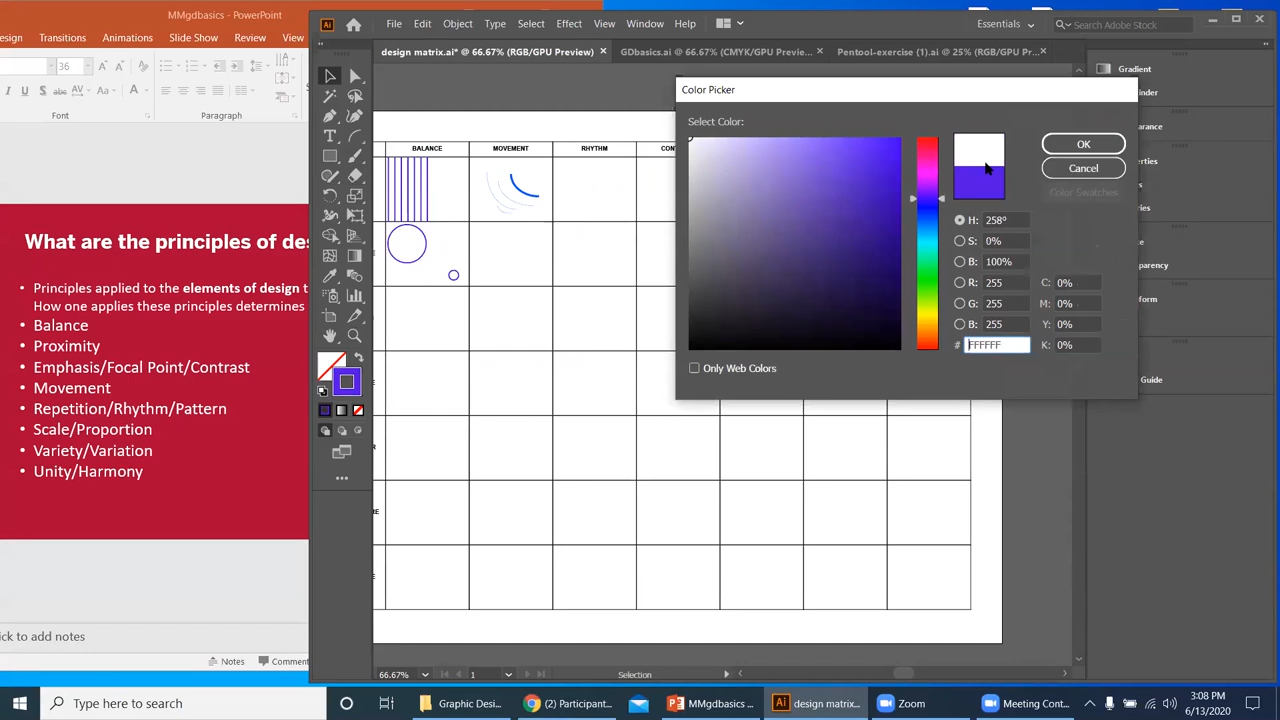 MMgdbasics - PowerPoint
Transitions
Animations
Slide Show
Review
View
36
Font
Paragraph
What are the principles of des
Principles applied to the elements of design t
How one applies these principles determines
Balance
Proximity
Emphasis/Focal Point/Contrast
Movement
Repetition/Rhythm/Pattern
Scale/Proportion
Variety/Variation
Unity/Harmony
ick to add notes
Notes
Comment
Ai
File
Edit
Object
Type
Select
Effect
View
Window
Help
Essentials
Search Adobe Stock
design matrix.ai* @ 66.67% (RGB/GPU Preview)
GDbasics.ai @ 66.67% (CMYK/GPU Previe...
Pentool-exercise (1).ai @ 25% (RGB/GPU Pr...
BALANCE
MOVEMENT
RHYTHM
CON
Color Picker
Select Color:
OK
Cancel
Color Swatches
H: 258°
S: 0%
B: 100%
R: 255
C: 0%
G: 255
M: 0%
B: 255
Y: 0%
# FFFFFF
K: 0%
Only Web Colors
Gradient
Guide
66.67%
1
Selection
Type here to search
Graphic Desi...
(2) Participant...
MMgdbasics - ...
design matrix...
Zoom
Meeting Cont...
3:08 PM
6/13/2020